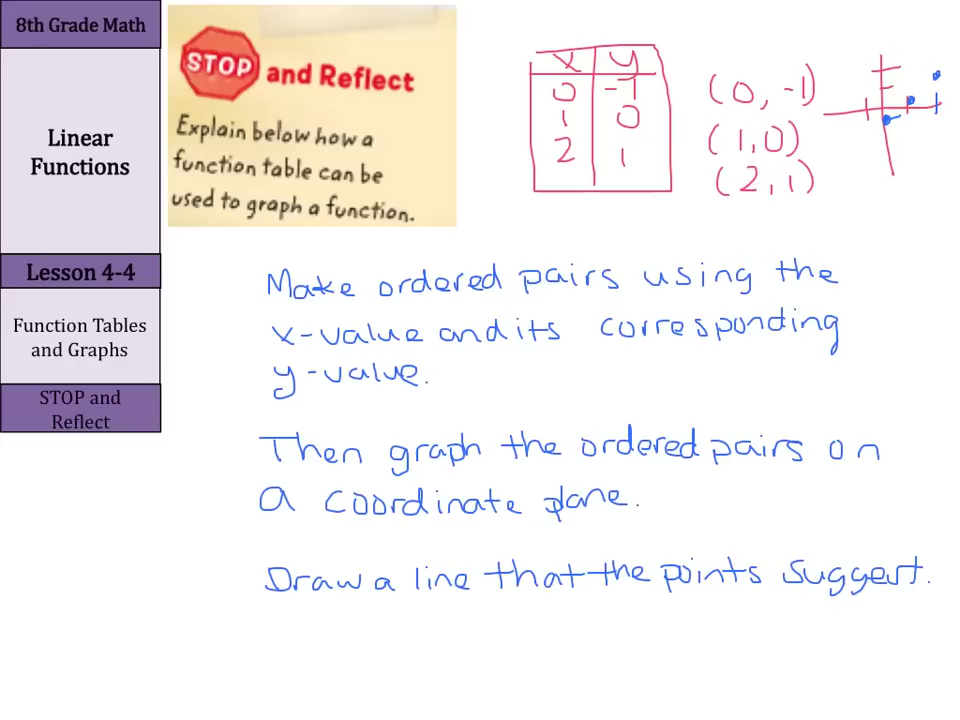 8th Grade Math
Linear
Functions
Lesson 4-4
Function Tables
and Graphs
STOP and
Reflect
STOP and Reflect
Explain below how a
function table can be
used to graph a function.
x y
0 -1
1 0
2 1
(0, -1)
(1, 0)
(2, 1)
Make ordered pairs using the
x-value and its corresponding
y-value.
Then graph the ordered pairs on
a coordinate plane.
Draw a line that the points suggest.